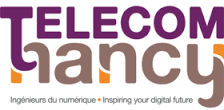 TELECOM
nancy
Ingénieurs du numérique • Inspiring your digital future